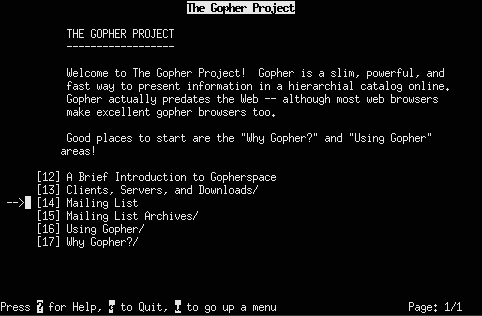 The Gopher Project
THE GOPHER PROJECT
------------------
Welcome to The Gopher Project!  Gopher is a slim, powerful, and
fast way to present information in a hierarchial catalog online.
Gopher actually predates the Web -- although most web browsers
make excellent gopher browsers too.
Good places to start are the "Why Gopher?" and "Using Gopher"
areas!
[12] A Brief Introduction to Gopherspace
[13] Clients, Servers, and Downloads/
--> [14] Mailing List
[15] Mailing List Archives/
[16] Using Gopher/
[17] Why Gopher?/
Press ? for Help, q to Quit, u to go up a menu Page: 1/1